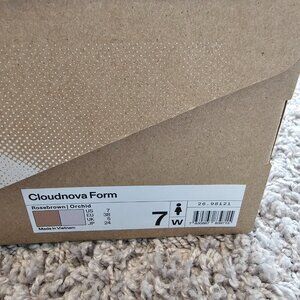 Cloudnova Form
Rosebrown | Orchid
US 7
EU 38
UK 5
JP 24
Made in Vietnam
7
W
26.98121